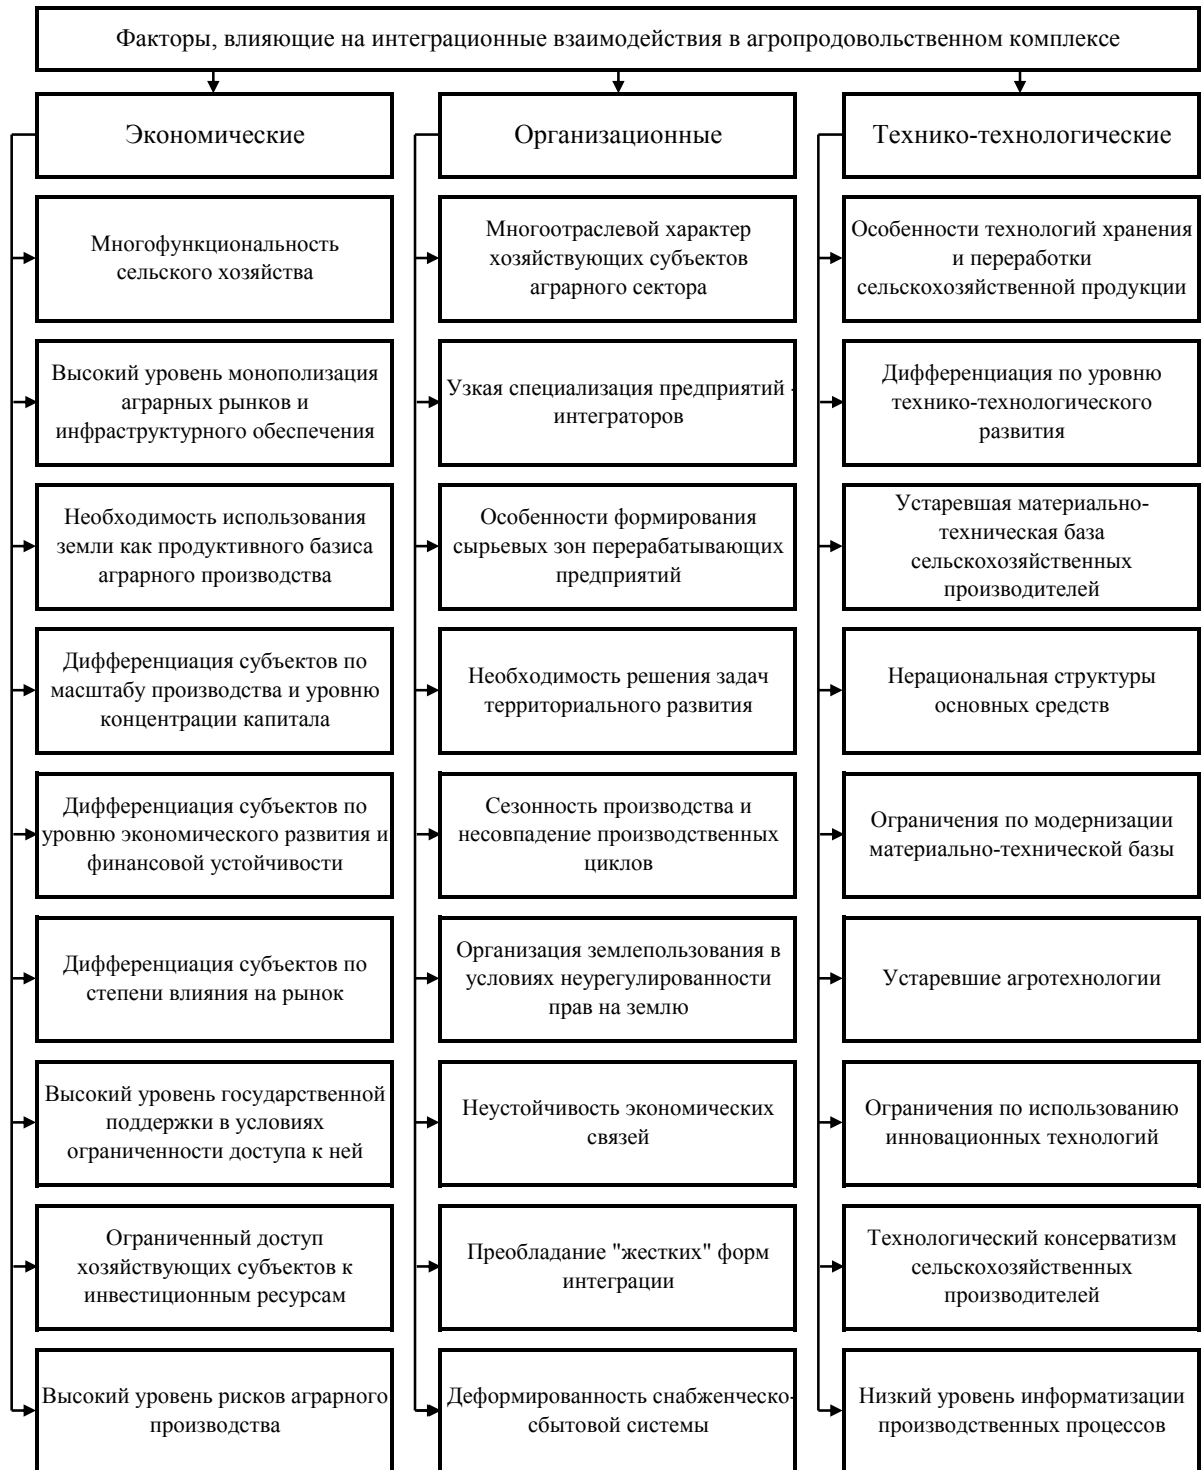 Факторы, влияющие на интеграционные взаимодействия в агропродовольственном комплексе
Экономические
Многофункциональность
сельского хозяйства
Высокий уровень монополизация
аграрных рынков и
инфраструктурного обеспечения
Необходимость использования
земли как продуктивного базиса
аграрного производства
Дифференциация субъектов по
масштабу производства и уровню
концентрации капитала
Дифференциация субъектов по
уровню экономического развития и
финансовой устойчивости
Дифференциация субъектов по
степени влияния на рынок
Высокий уровень государственной
поддержки в условиях
ограниченности доступа к ней
Ограниченный доступ
хозяйствующих субъектов к
инвестиционным ресурсам
Высокий уровень рисков аграрного
производства
Организационные
Многоотраслевой характер
хозяйствующих субъектов
аграрного сектора
Узкая специализация предприятий -
интеграторов
Особенности формирования
сырьевых зон перерабатывающих
предприятий
Необходимость решения задач
территориального развития
Сезонность производства и
несовпадение производственных
циклов
Организация землепользования в
условиях неурегулированности
прав на землю
Неустойчивость экономических
связей
Преобладание "жестких" форм
интеграции
Деформированность снабженческо-
сбытовой системы
Технико-технологические
Особенности технологий хранения
и переработки
сельскохозяйственной продукции
Дифференциация по уровню
технико-технологического
развития
Устаревшая материально-
техническая база
сельскохозяйственных
производителей
Нерациональная структуры
основных средств
Ограничения по модернизации
материально-технической базы
Устаревшие агротехнологии
Ограничения по использованию
инновационных технологий
Технологический консерватизм
сельскохозяйственных
производителей
Низкий уровень информатизации
производственных процессов